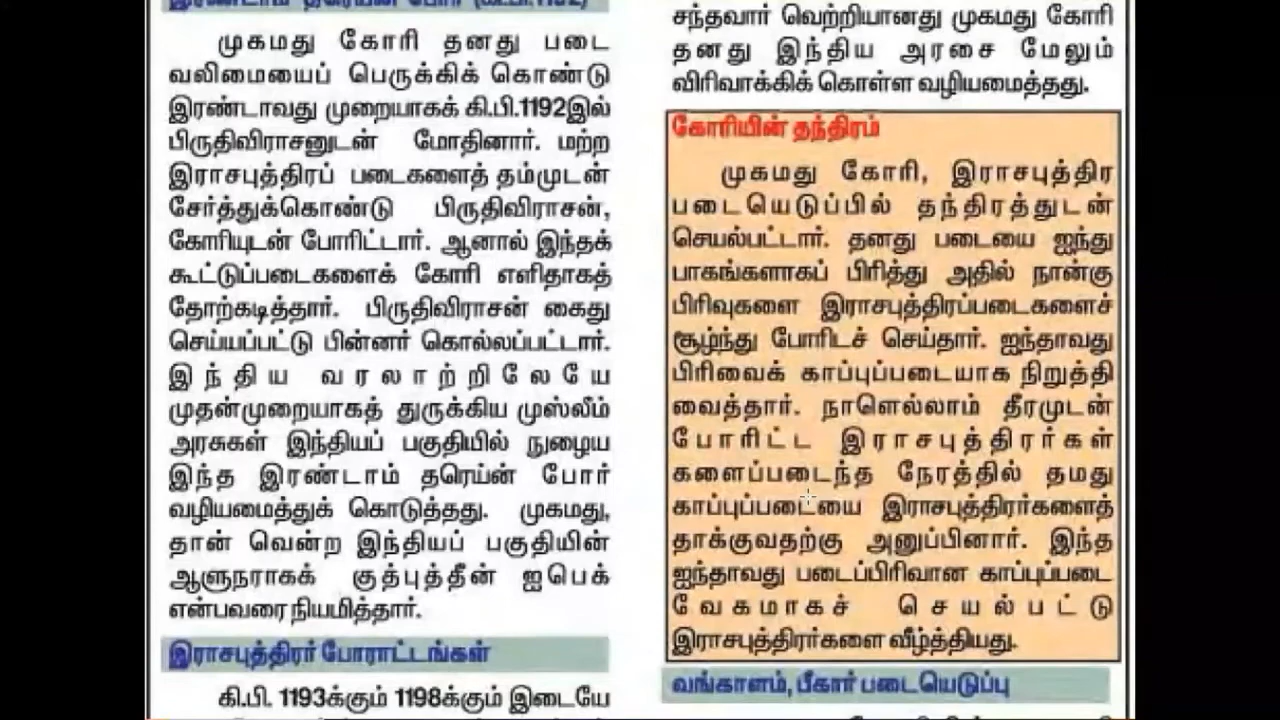 இரண்டாம் தரெய்ன் போர் (கி.பி.1192)
முகமது கோரி தனது படை
வலிமையைப் பெருக்கிக் கொண்டு
இரண்டாவது முறையாகக் கி.பி.1192இல்
பிருதிவிராசனுடன் மோதினார். மற்ற
இராசபுத்திரப் படைகளைத் தம்முடன்
சேர்த்துக்கொண்டு பிருதிவிராசன்,
கோரியுடன் போரிட்டார். ஆனால் இந்தக்
கூட்டுப்படைகளைக் கோரி எளிதாகத்
தோற்கடித்தார். பிருதிவிராசன் கைது
செய்யப்பட்டு பின்னர் கொல்லப்பட்டார்.
இந்திய வரலாற்றிலேயே
முதன்முறையாகத் துருக்கிய முஸ்லீம்
அரசுகள் இந்தியப் பகுதியில் நுழைய
இந்த இரண்டாம் தரெய்ன் போர்
வழியமைத்துக் கொடுத்தது. முகமது,
தான் வென்ற இந்தியப் பகுதியின்
ஆளுநராகக் குத்புத்தீன் ஐபெக்
என்பவரை நியமித்தார்.
இராசபுத்திரர் போராட்டங்கள்
கி.பி. 1193க்கும் 1198க்கும் இடையே
சந்தவார் வெற்றியானது முகமது கோரி
தனது இந்திய அரசை மேலும்
விரிவாக்கிக் கொள்ள வழியமைத்தது.
கோரியின் தந்திரம்
முகமது கோரி, இராசபுத்திர
படையெடுப்பில் தந்திரத்துடன்
செயல்பட்டார். தனது படையை ஐந்து
பாகங்களாகப் பிரித்து அதில் நான்கு
பிரிவுகளை இராசபுத்திரப்படைகளைச்
சூழ்ந்து போரிடச் செய்தார். ஐந்தாவது
பிரிவைக் காப்புப்படையாக நிறுத்தி
வைத்தார். நாளெல்லாம் தீரமுடன்
போரிட்ட இராசபுத்திரர்கள்
களைப்படைந்த நேரத்தில் தமது
காப்புப்படையை இராசபுத்திரர்களைத்
தாக்குவதற்கு அனுப்பினார். இந்த
ஐந்தாவது படைப்பிரிவான காப்புப்படை
வேகமாகச் செயல்பட்டு
இராசபுத்திரர்களை வீழ்த்தியது.
வங்காளம், பீகார் படையெடுப்பு